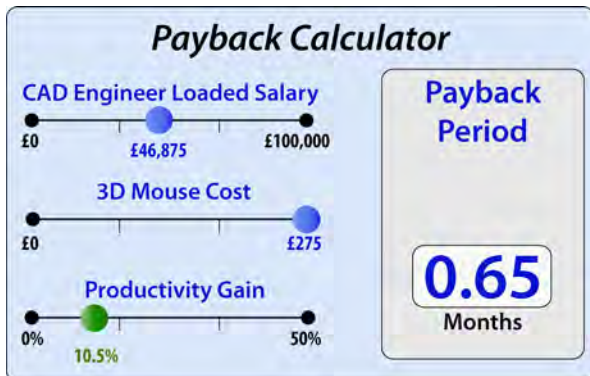 Payback Calculator
CAD Engineer Loaded Salary
£0
£46,875
£100,000
3D Mouse Cost
£0
£275
Productivity Gain
0%
10.5%
50%
Payback
Period
0.65
Months